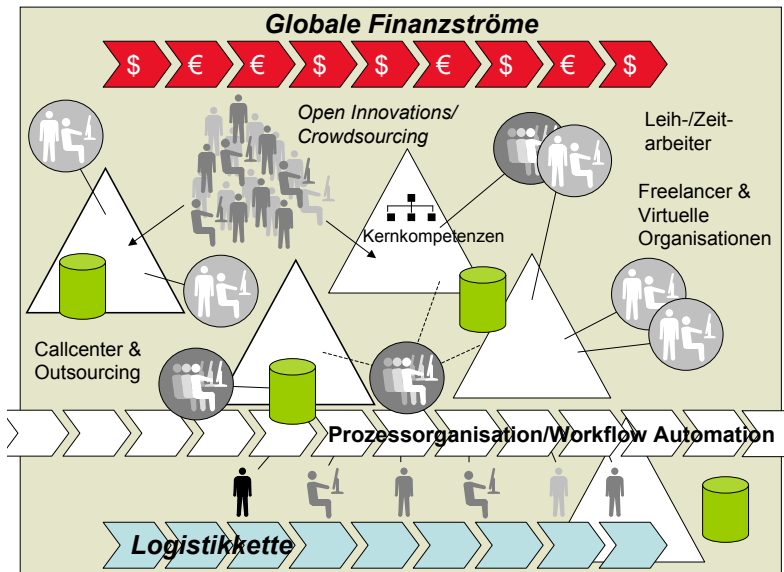 Globale Finanzströme
$ € € $ $ € $ € $
Open Innovations/
Crowdsourcing
Leih-/Zeit-
arbeiter
Freelancer &
Virtuelle
Organisationen
Kernkompetenzen
Callcenter &
Outsourcing
Prozessorganisation/Workflow Automation
Logistikkette